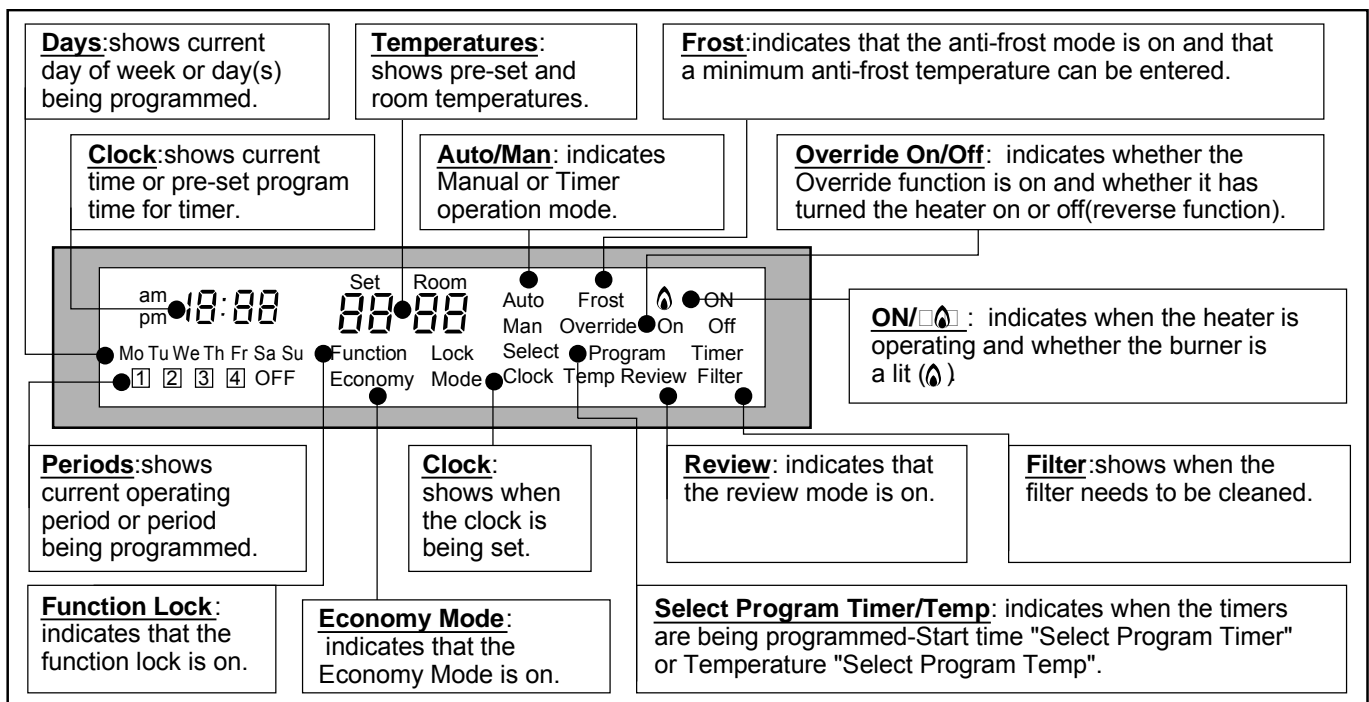 Days:shows current
day of week or day(s)
being programmed.
Temperatures:
shows pre-set and
room temperatures.
Frost:indicates that the anti-frost mode is on and that
a minimum anti-frost temperature can be entered.
Clock:shows current
time or pre-set program
time for timer.
Auto/Man: indicates
Manual or Timer
operation mode.
Override On/Off: indicates whether the
Override function is on and whether it has
turned the heater on or off(reverse function).
Set Room
am
pm 18:88 88 88
Auto Frost ON
Man Override On Off
Mo Tu We Th Fr Sa Su Function Lock Select Program Timer
1 2 3 4 OFF Economy Mode Clock Temp Review Filter
ON/ : indicates when the heater is
operating and whether the burner is
a lit ( )
Periods:shows
current operating
period or period
being programmed.
Clock:
shows when
the clock is
being set.
Review: indicates that
the review mode is on.
Filter:shows when the
filter needs to be cleaned.
Function Lock:
indicates that the
function lock is on.
Economy Mode:
indicates that the
Economy Mode is on.
Select Program Timer/Temp: indicates when the timers
are being programmed-Start time "Select Program Timer"
or Temperature "Select Program Temp".